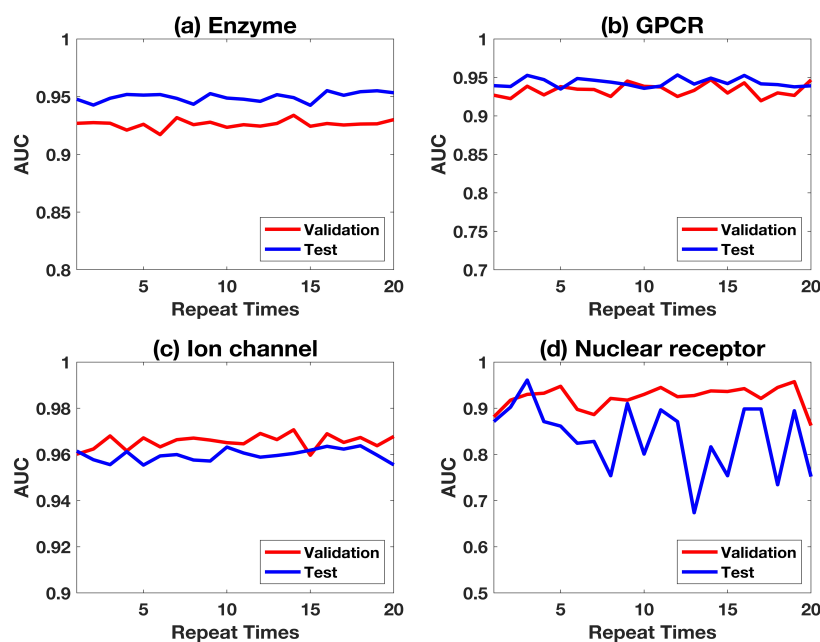 (a) Enzyme
1
0.95
0.9
0.85
0.8
AUC
5
10
15
20
Repeat Times
Validation
Test
(b) GPCR
1
0.95
0.9
0.85
0.8
0.75
0.7
AUC
5
10
15
20
Repeat Times
Validation
Test
(c) Ion channel
1
0.98
0.96
0.94
0.92
0.9
AUC
5
10
15
20
Repeat Times
Validation
Test
(d) Nuclear receptor
1
0.9
0.8
0.7
0.6
0.5
AUC
5
10
15
20
Repeat Times
Validation
Test